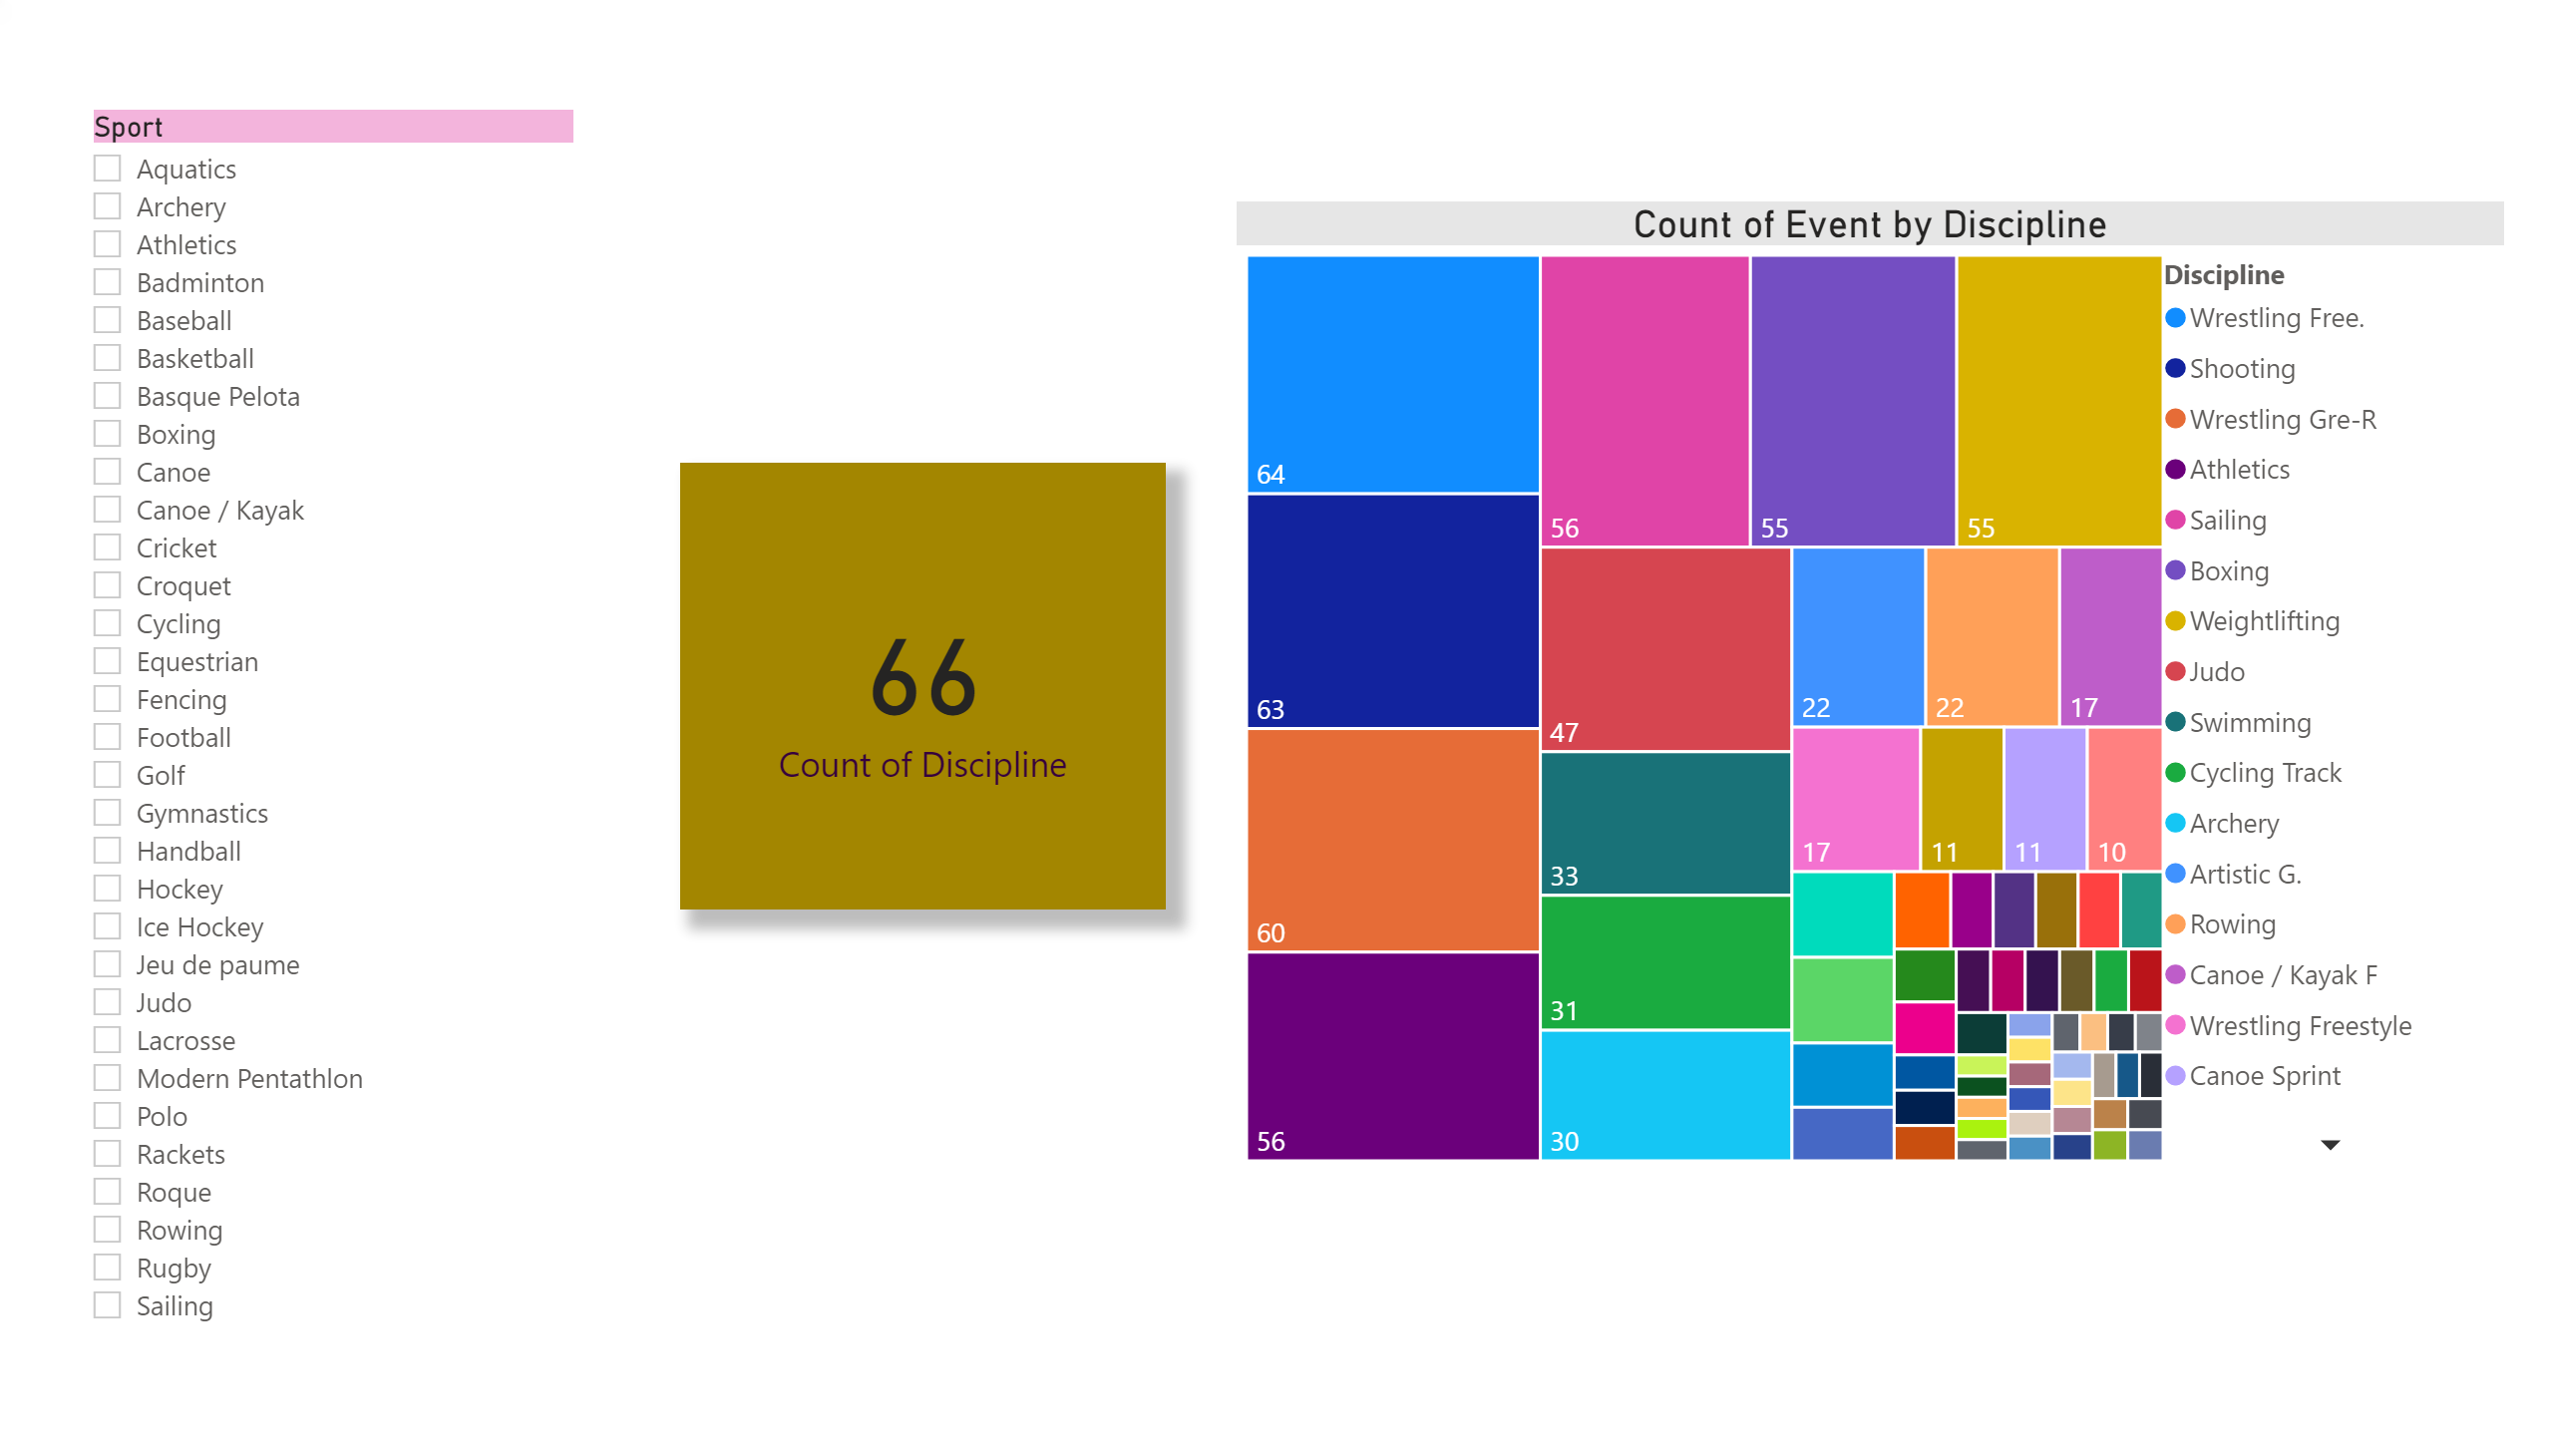 Sport
Aquatics
Archery
Athletics
Badminton
Baseball
Basketball
Basque Pelota
Boxing
Canoe
Canoe / Kayak
Cricket
Croquet
Cycling
Equestrian
Fencing
Football
Golf
Gymnastics
Handball
Hockey
Ice Hockey
Jeu de paume
Judo
Lacrosse
Modern Pentathlon
Polo
Rackets
Roque
Rowing
Rugby
Sailing
66
Count of Discipline
Count of Event by Discipline
64
63
60
56
56
55
55
47
33
31
30
22
22
17
17
11
11
10
Discipline
Wrestling Free.
Shooting
Wrestling Gre-R
Athletics
Sailing
Boxing
Weightlifting
Judo
Swimming
Cycling Track
Archery
Artistic G.
Rowing
Canoe / Kayak F
Wrestling Freestyle
Canoe Sprint